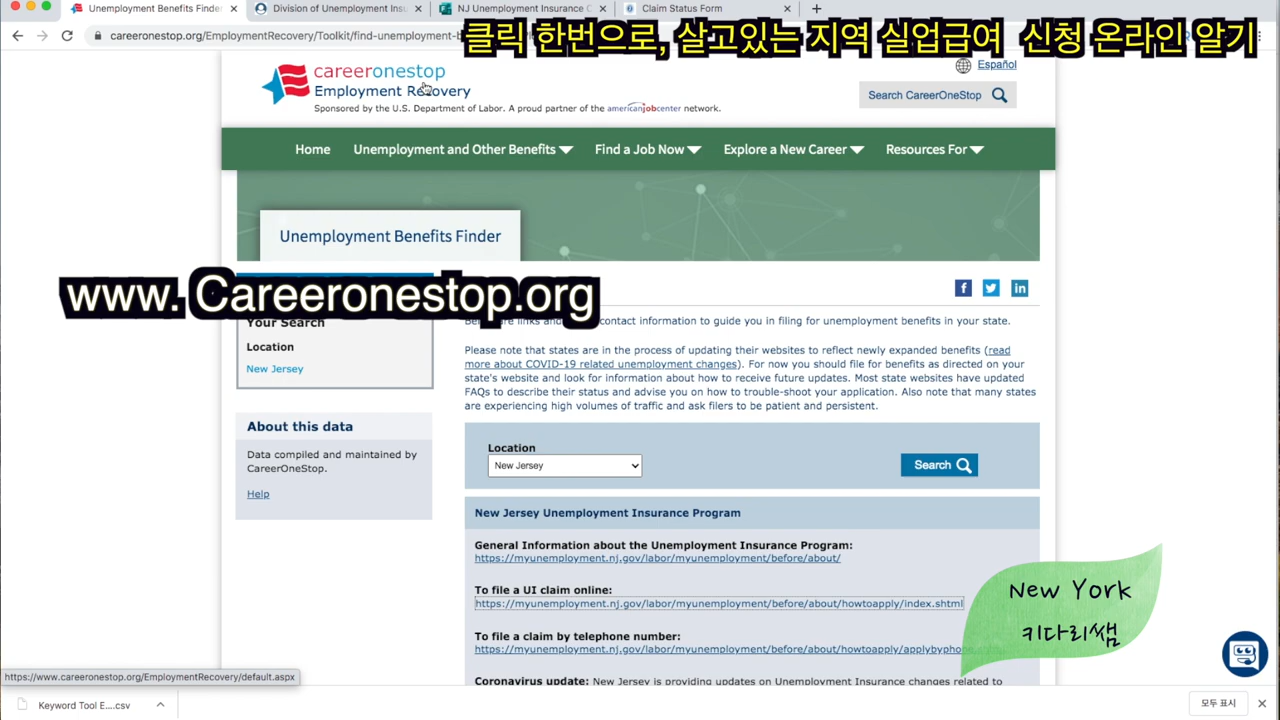 Unemployment Benefits Finder
Division of Unemployment Insu
NJ Unemployment Insurance C
Claim Status Form
careeronestop.org/EmploymentRecovery/Toolkit/find-unemployment-b
클릭 한번으로, 살고있는 지역 실업급여 신청 온라인 알기
careeronestop
Employment Recovery
Sponsored by the U.S. Department of Labor. A proud partner of the americanjobcenter network.
Español
Search CareerOneStop
Home
Unemployment and Other Benefits
Find a Job Now
Explore a New Career
Resources For
Unemployment Benefits Finder
www. Careeronestop.org
Your Search
Location
New Jersey
About this data
Data compiled and maintained by
CareerOneStop.
Help
contact information to guide you in filing for unemployment benefits in your state.
Please note that states are in the process of updating their websites to reflect newly expanded benefits (read
more about COVID-19 related unemployment changes). For now you should file for benefits as directed on your
state's website and look for information about how to receive future updates. Most state websites have updated
FAQs to describe their status and advise you on how to trouble-shoot your application. Also note that many states
are experiencing high volumes of traffic and ask filers to be patient and persistent.
Location
New Jersey
Search
New Jersey Unemployment Insurance Program
General Information about the Unemployment Insurance Program:
https://myunemployment.nj.gov/labor/myunemployment/before/about/
To file a UI claim online:
https://myunemployment.nj.gov/labor/myunemployment/before/about/howtoapply/index.shtml
To file a claim by telephone number:
https://myunemployment.nj.gov/labor/myunemployment/before/about/howtoapply/applybyphone
Coronavirus update: New Jersey is providing updates on Unemployment Insurance changes related to
New York
키다리쌤
https://www.careeronestop.org/EmploymentRecovery/default.aspx
Keyword Tool E....csv
모두 표시